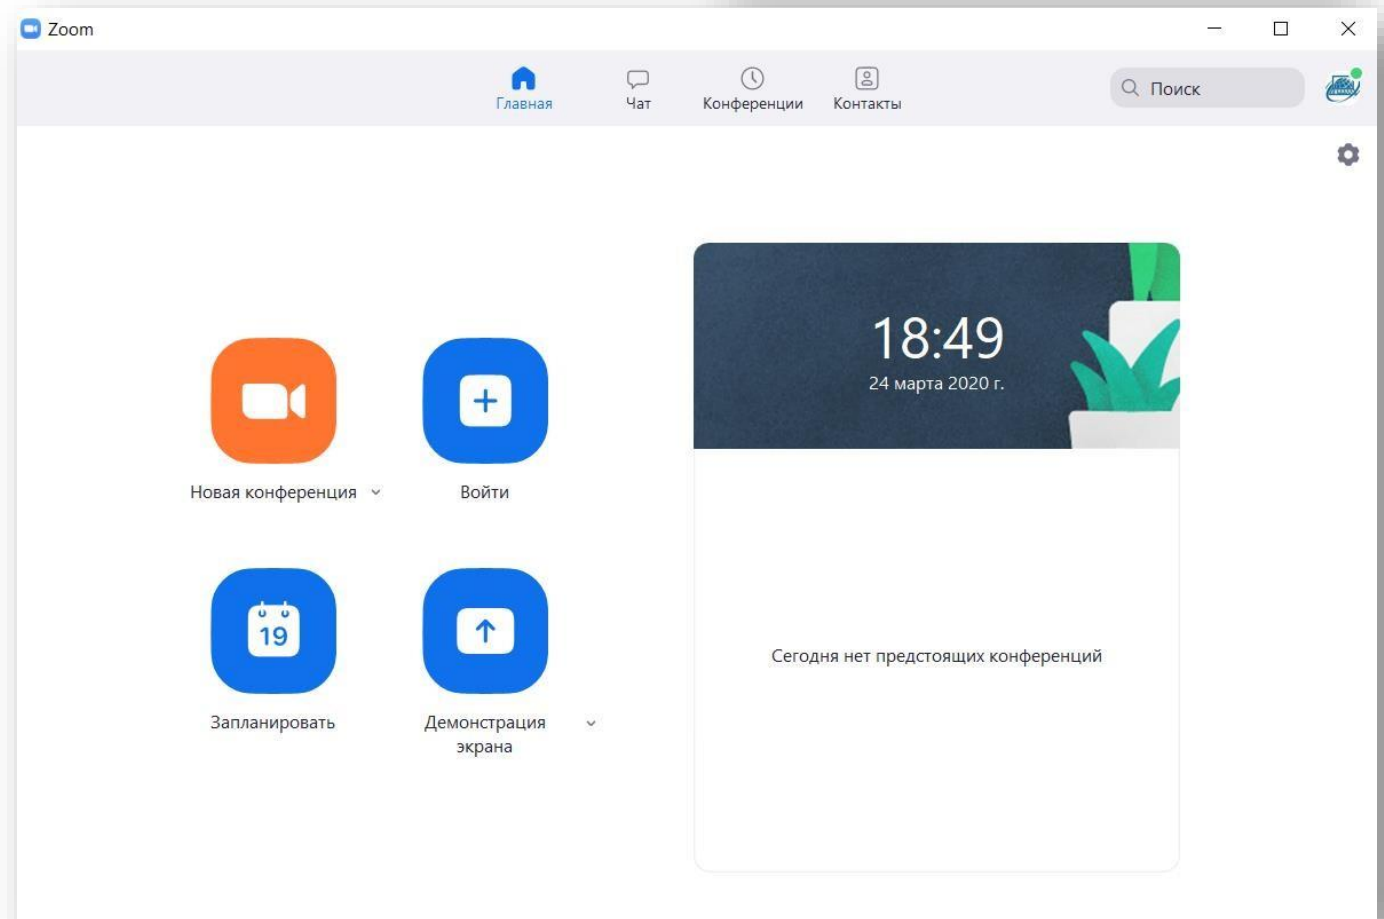 Zoom
Главная
Чат
Конференции
Контакты
Поиск
18:49
24 марта 2020 г.
Новая конференция
Войти
19
Запланировать
Демонстрация
экрана
Сегодня нет предстоящих конференций